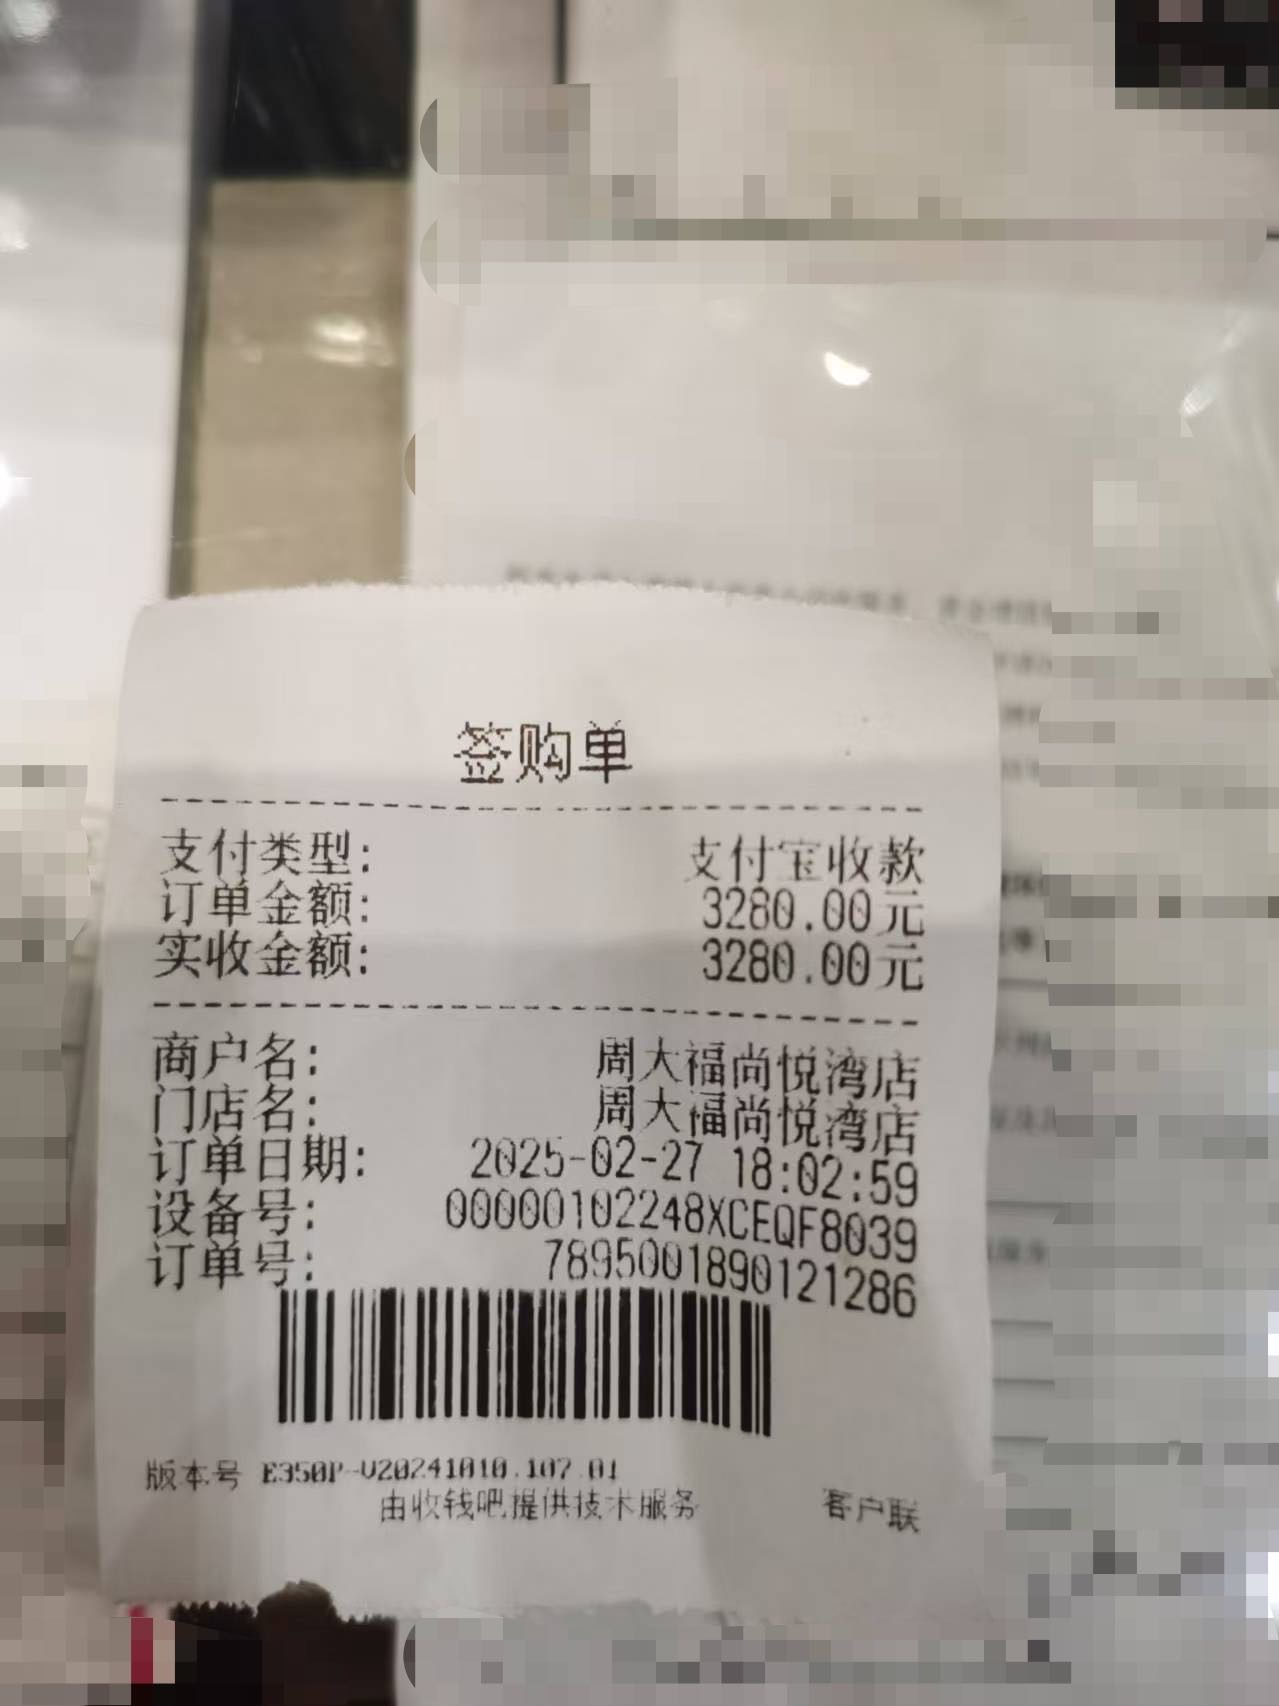 签购单
支付类型: 支付宝收款
订单金额: 3280.00元
实收金额: 3280.00元
商户名: 周大福尚悦湾店
门店名: 周大福尚悦湾店
订单日期: 2025-02-27 18:02:59
设备号: 00000102248XCEQF8039
订单号: 7895001890121286
版本号 E350P-V20241010.107.01
由收钱吧提供技术服务 客户联